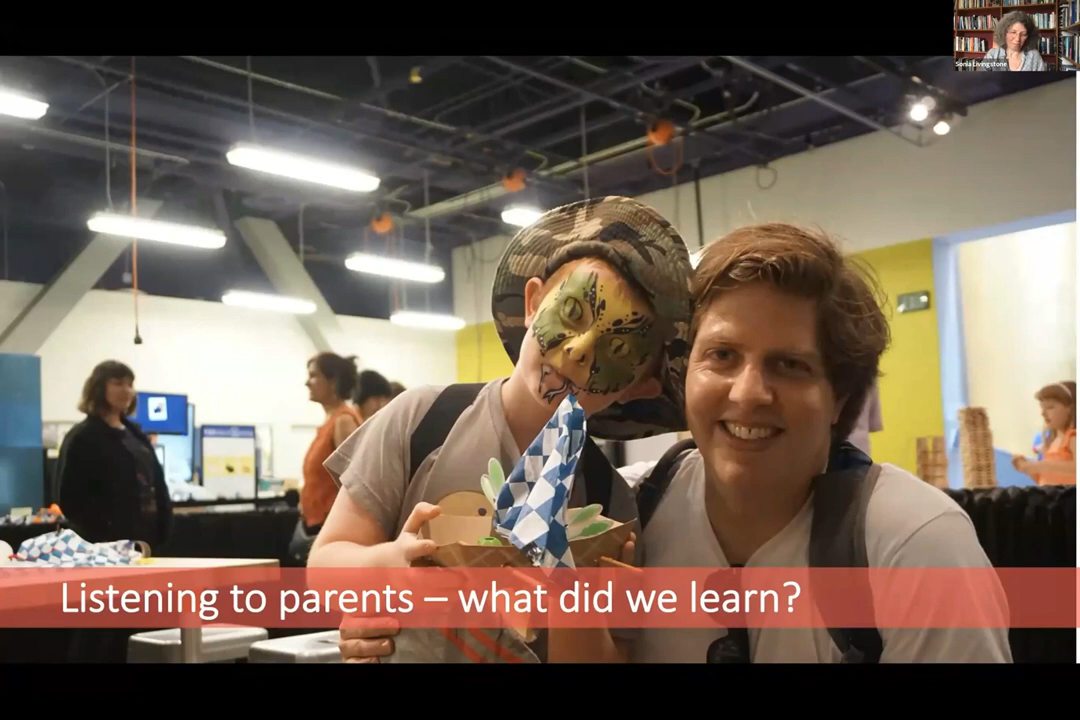 Sonia Livingstone
Listening to parents – what did we learn?